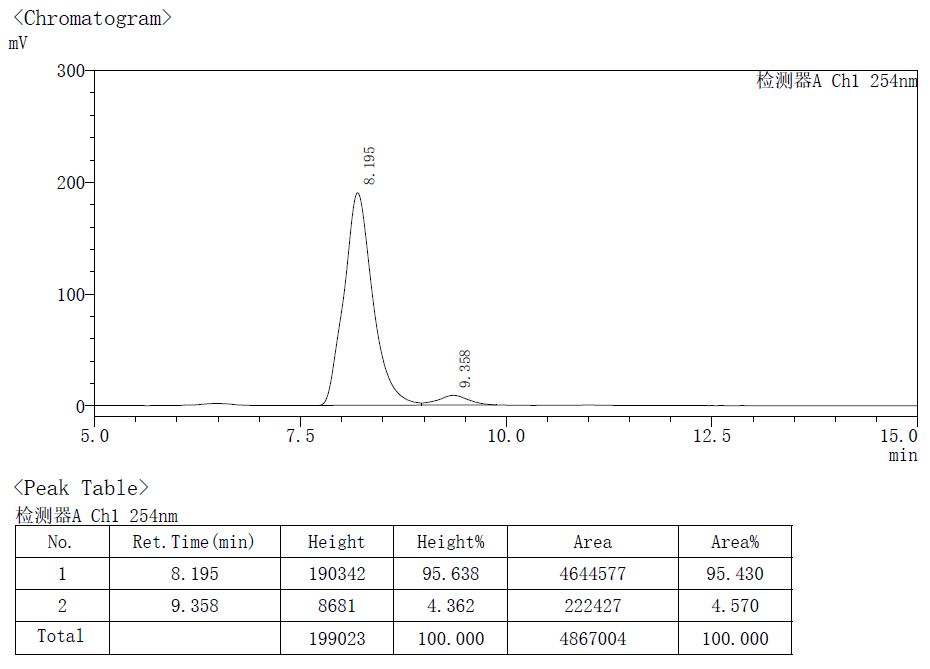 <Chromatogram>
mV
300
检测器A Ch1 254nm
8.195
200
100
9.358
0
5.0 7.5 10.0 12.5 15.0
min
<Peak Table>
检测器A Ch1 254nm
No. Ret.Time(min) Height Height% Area Area%
1 8.195 190342 95.638 4644577 95.430
2 9.358 8681 4.362 222427 4.570
Total 199023 100.000 4867004 100.000